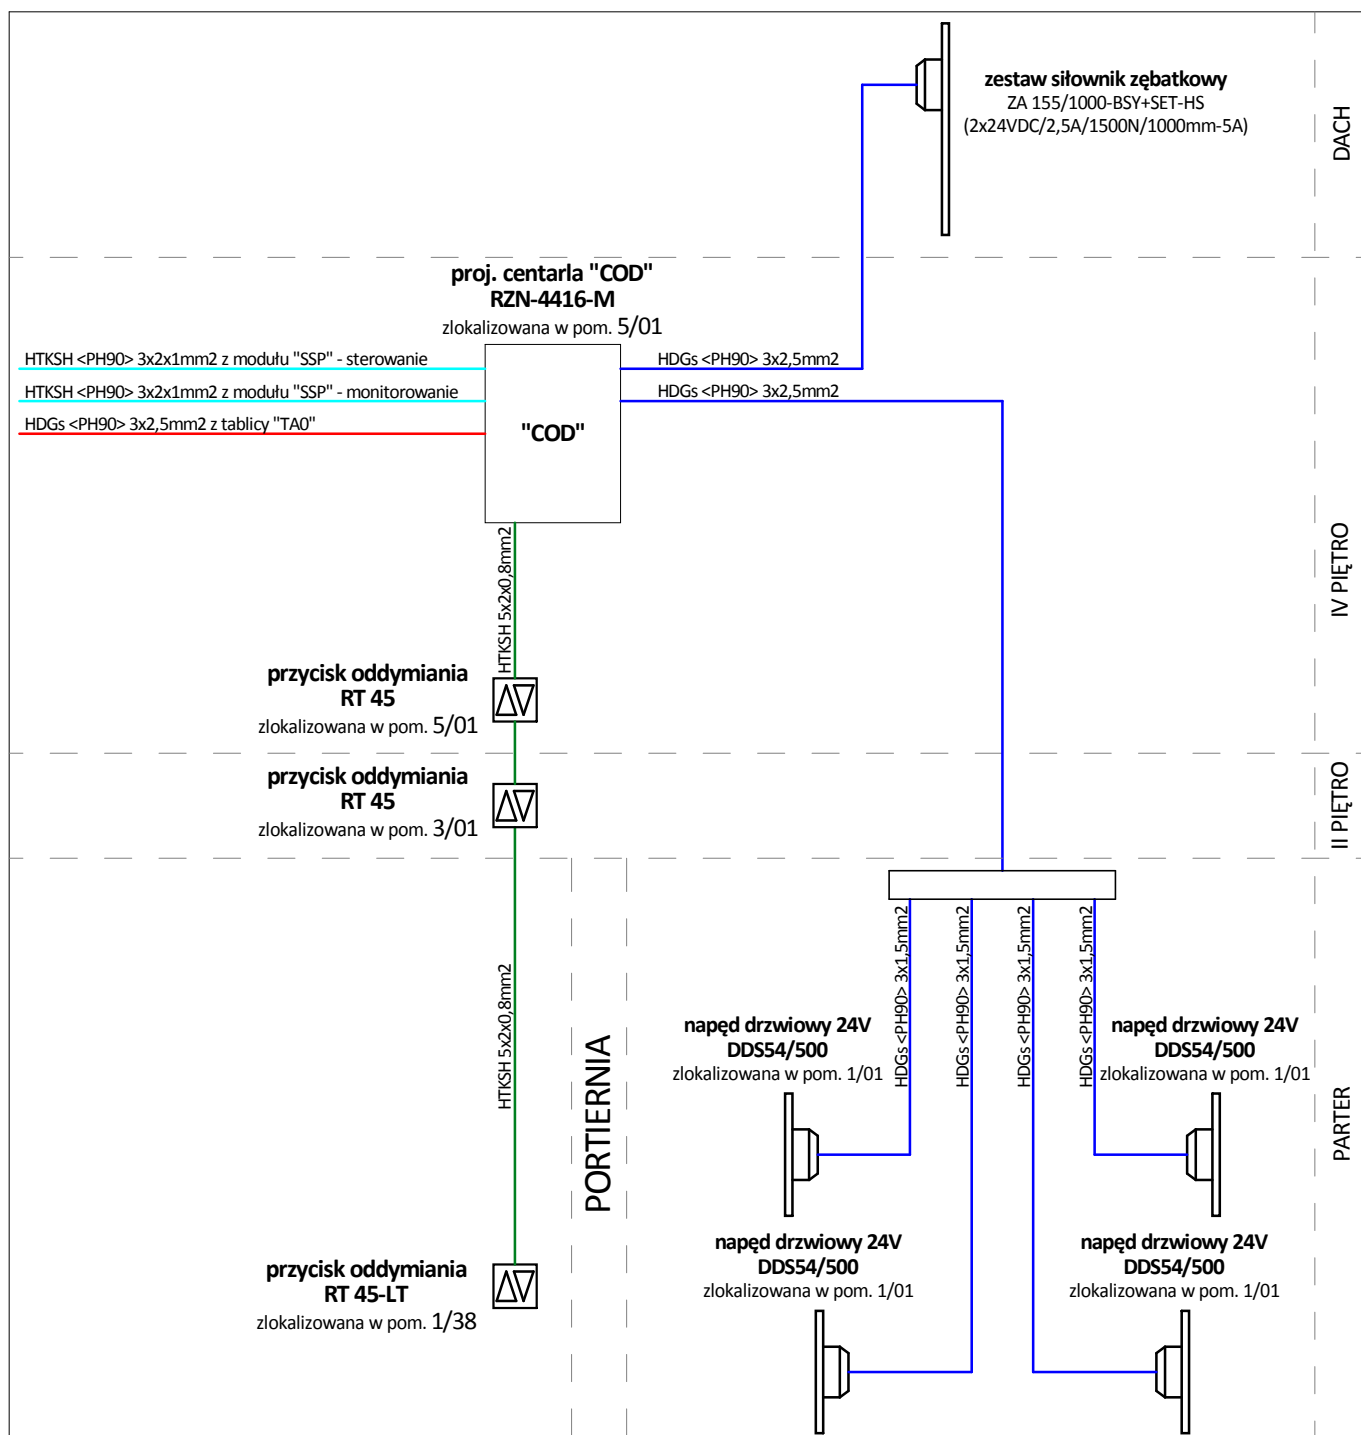 zestaw siłownik zębatkowy
ZA 155/1000-BSY+SET-HS
(2x24VDC/2,5A/1500N/1000mm-5A)
DACH
proj. centarla "COD"
RZN-4416-M
zlokalizowana w pom. 5/01
HTKSH <PH90> 3x2x1mm2 z modułu "SSP" - sterowanie
HTKSH <PH90> 3x2x1mm2 z modułu "SSP" - monitorowanie
HDGs <PH90> 3x2,5mm2 z tablicy "TA0"
"COD"
HDGs <PH90> 3x2,5mm2
HDGs <PH90> 3x2,5mm2
HTKSH 5x2x0,8mm2
IV PIĘTRO
przycisk oddymiania
RT 45
zlokalizowana w pom. 5/01
przycisk oddymiania
RT 45
zlokalizowana w pom. 3/01
II PIĘTRO
HTKSH 5x2x0,8mm2
PORTIERNIA
HDGs <PH90> 3x1,5mm2
HDGs <PH90> 3x1,5mm2
HDGs <PH90> 3x1,5mm2
HDGs <PH90> 3x1,5mm2
napęd drzwiowy 24V
DDS54/500
zlokalizowana w pom. 1/01
napęd drzwiowy 24V
DDS54/500
zlokalizowana w pom. 1/01
PARTER
napęd drzwiowy 24V
DDS54/500
zlokalizowana w pom. 1/01
napęd drzwiowy 24V
DDS54/500
zlokalizowana w pom. 1/01
przycisk oddymiania
RT 45-LT
zlokalizowana w pom. 1/38